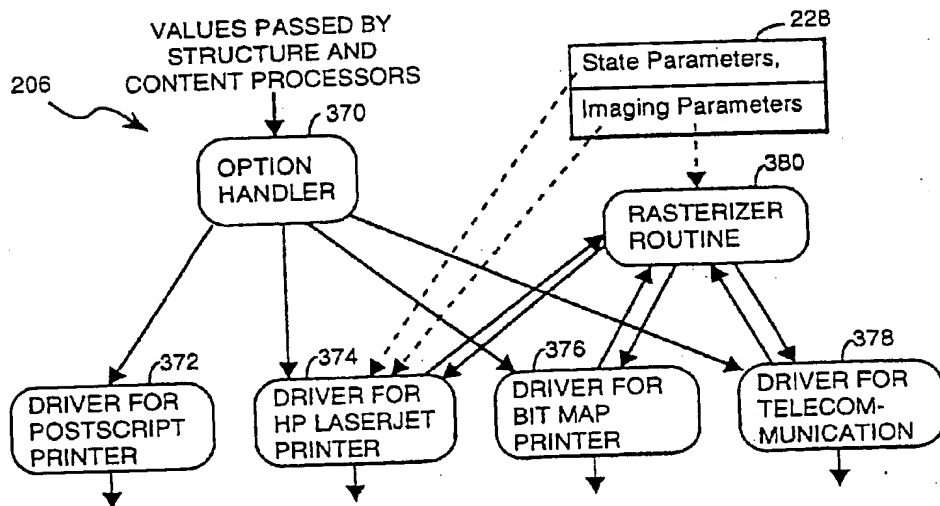 VALUES PASSED BY
STRUCTURE AND
CONTENT PROCESSORS
206
228
State Parameters,
Imaging Parameters
370
OPTION
HANDLER
380
RASTERIZER
ROUTINE
372
DRIVER FOR
POSTSCRIPT
PRINTER
374
DRIVER FOR
HP LASERJET
PRINTER
376
DRIVER FOR
BIT MAP
PRINTER
378
DRIVER FOR
TELECOM-
MUNICATION